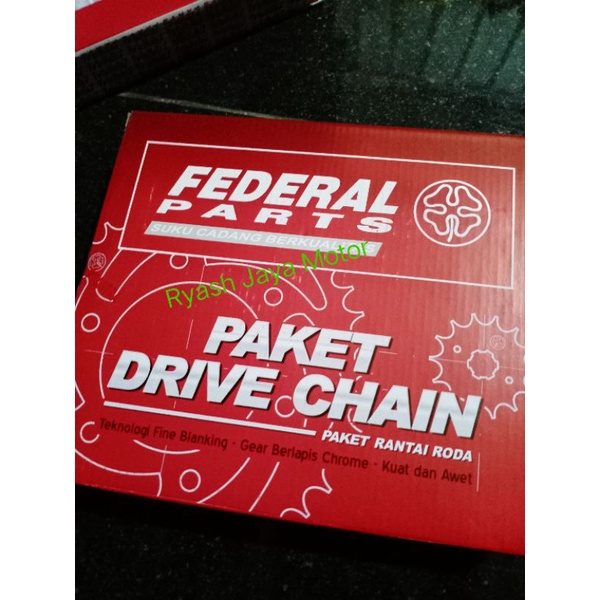 FEDERAL
PARTS
SUKU CADANG
Ryash Jaya Motor
PAKET
DRIVE CHAIN
PAKET RANTAI RODA
Teknologi Fine Blanking · Gear Berlapis Chrome · Kuat dan Awet